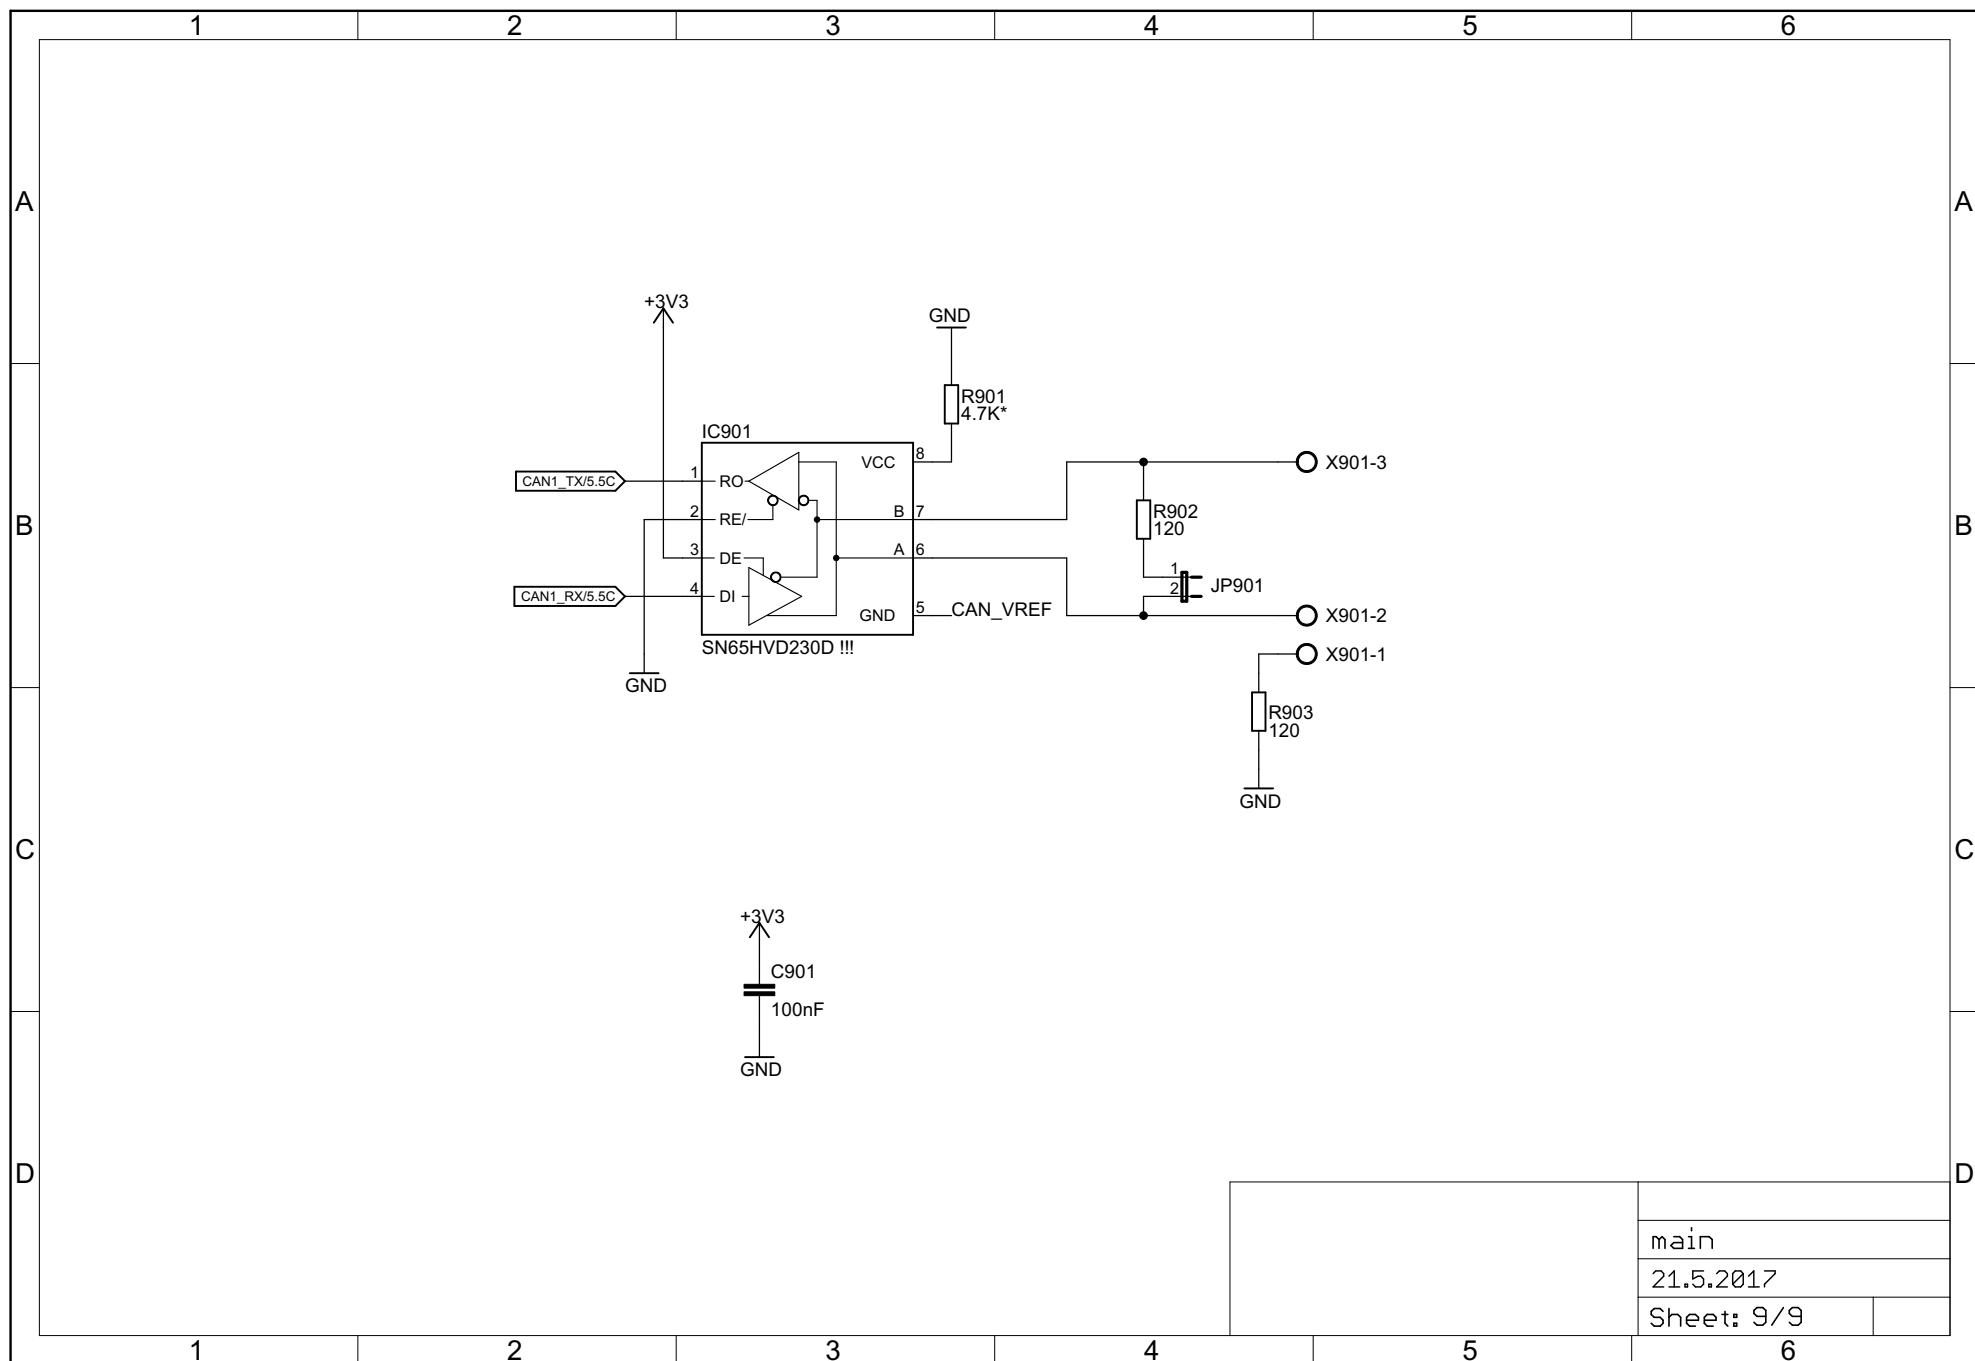 1 2 3 4 5 6
A A
+3V3
GND
R901
4.7K*
IC901
VCC 8
X901-3
CAN1_TX/5.5C 1 RO
R902
120
B 2 RE/ B 7 B
3 DE A 6
1
2 JP901
CAN1_RX/5.5C 4 DI
GND 5 CAN_VREF
X901-2
SN65HVD230D !!!
X901-1
GND
R903
120
GND
C C
+3V3
C901
100nF
GND
D D
main
21.5.2017
Sheet: 9/9
1 2 3 4 5 6